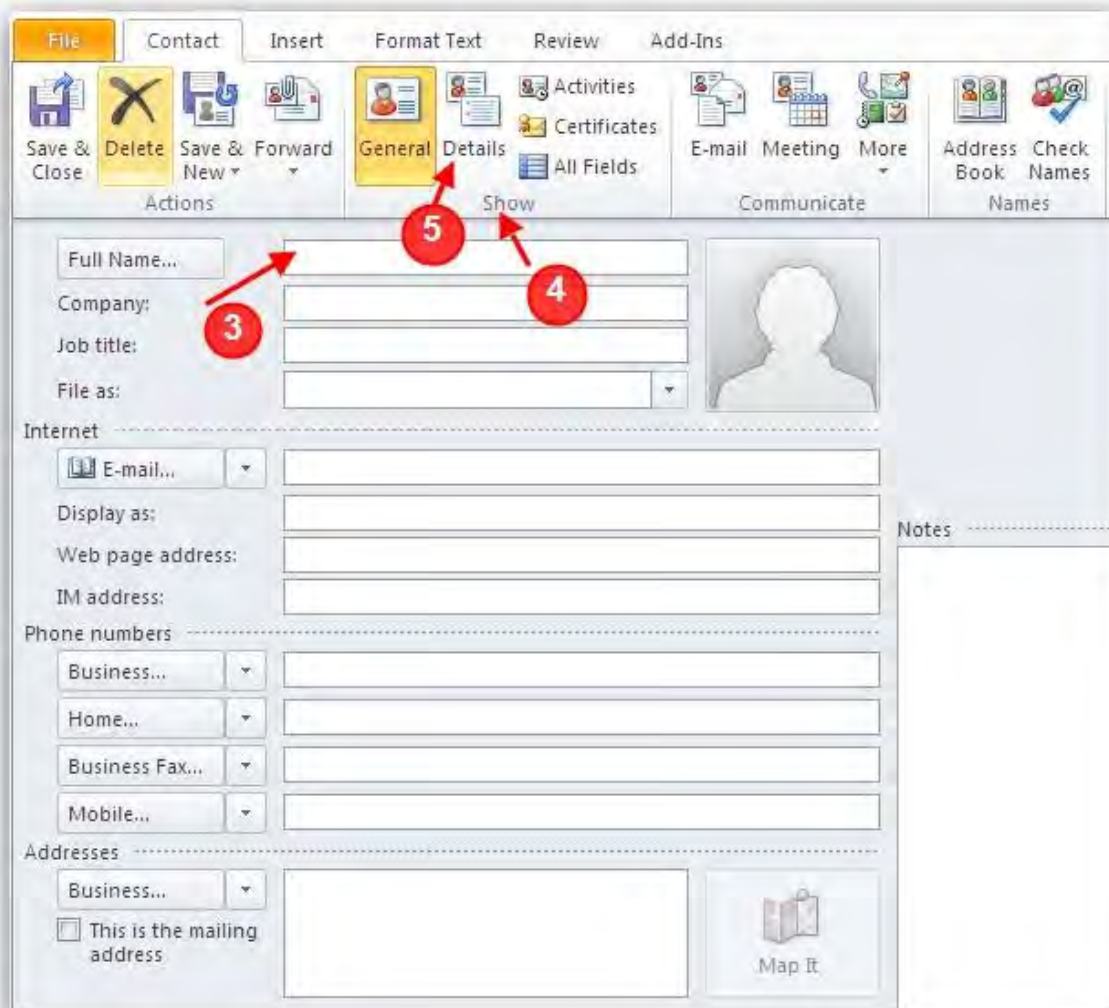 File Contact Insert Format Text Review Add-Ins
Save & Close
Delete
Save & New
Forward
General
Details
Activities
Certificates
All Fields
E-mail
Meeting
More
Address Book
Check Names
Actions Show Communicate Names
5
4
3
Full Name...
Company:
Job title:
File as:
Internet
E-mail...
Display as:
Notes
Web page address:
IM address:
Phone numbers
Business...
Home...
Business Fax...
Mobile...
Addresses
Business...
This is the mailing
address
Map It